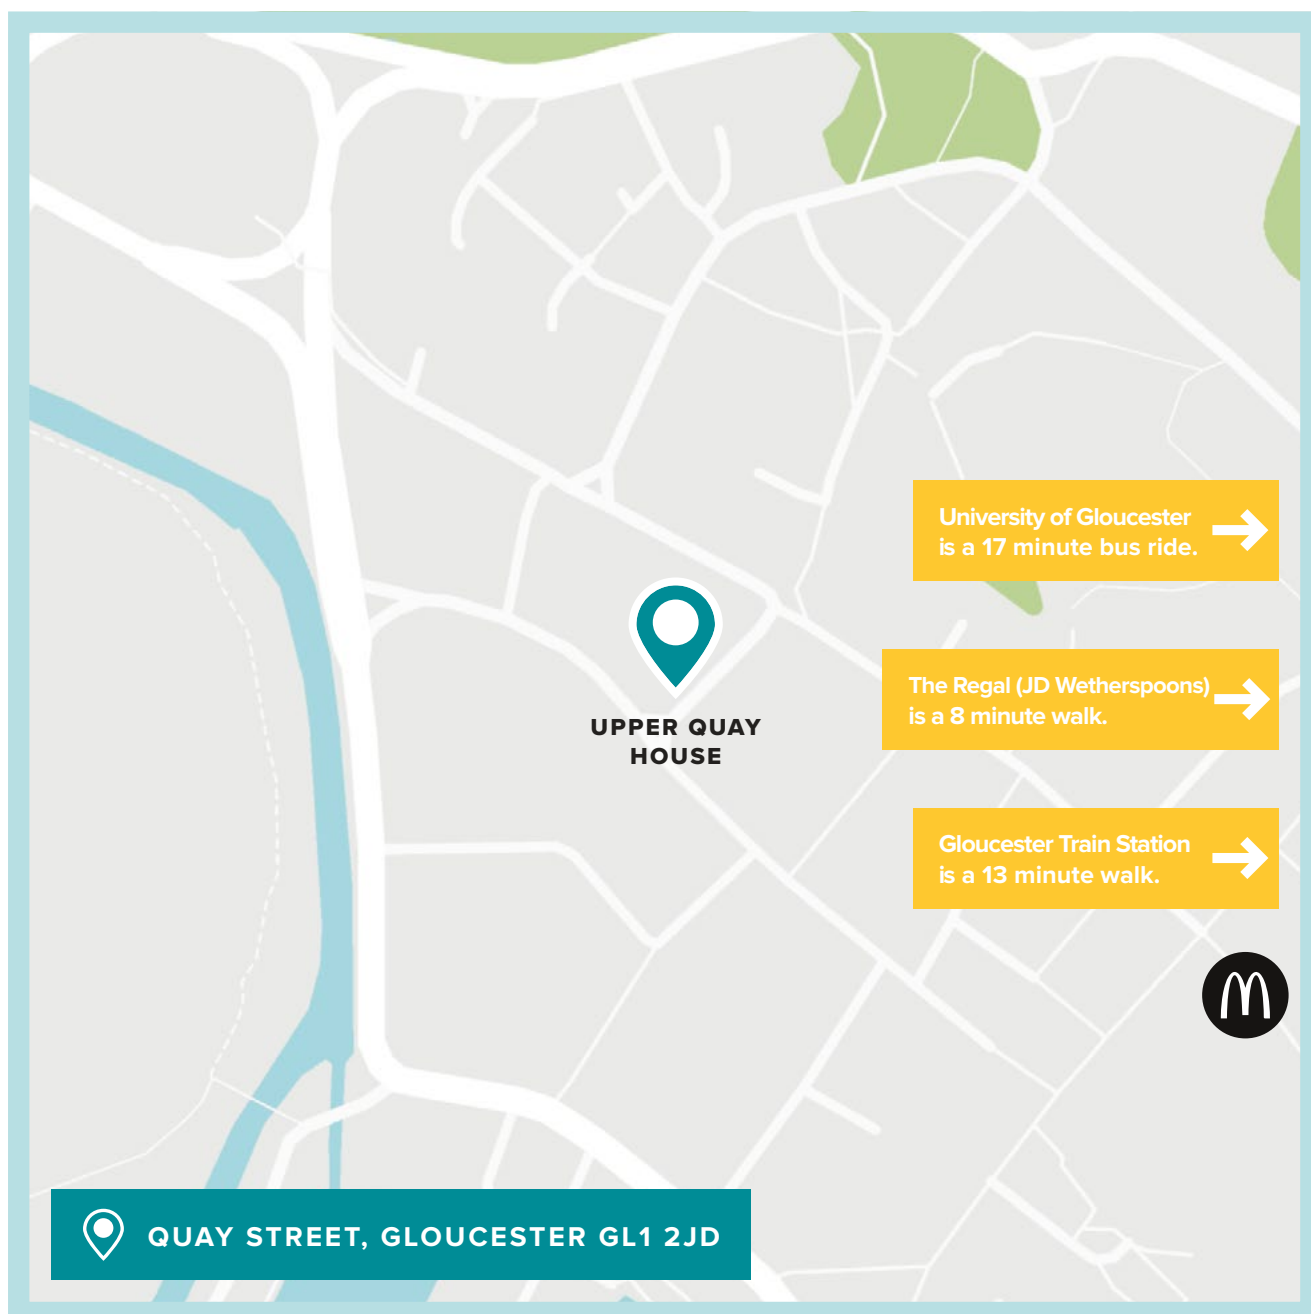 University of Gloucester
is a 17 minute bus ride.
UPPER QUAY
HOUSE
The Regal (JD Wetherspoons)
is a 8 minute walk.
Gloucester Train Station
is a 13 minute walk.
QUAY STREET, GLOUCESTER GL1 2JD